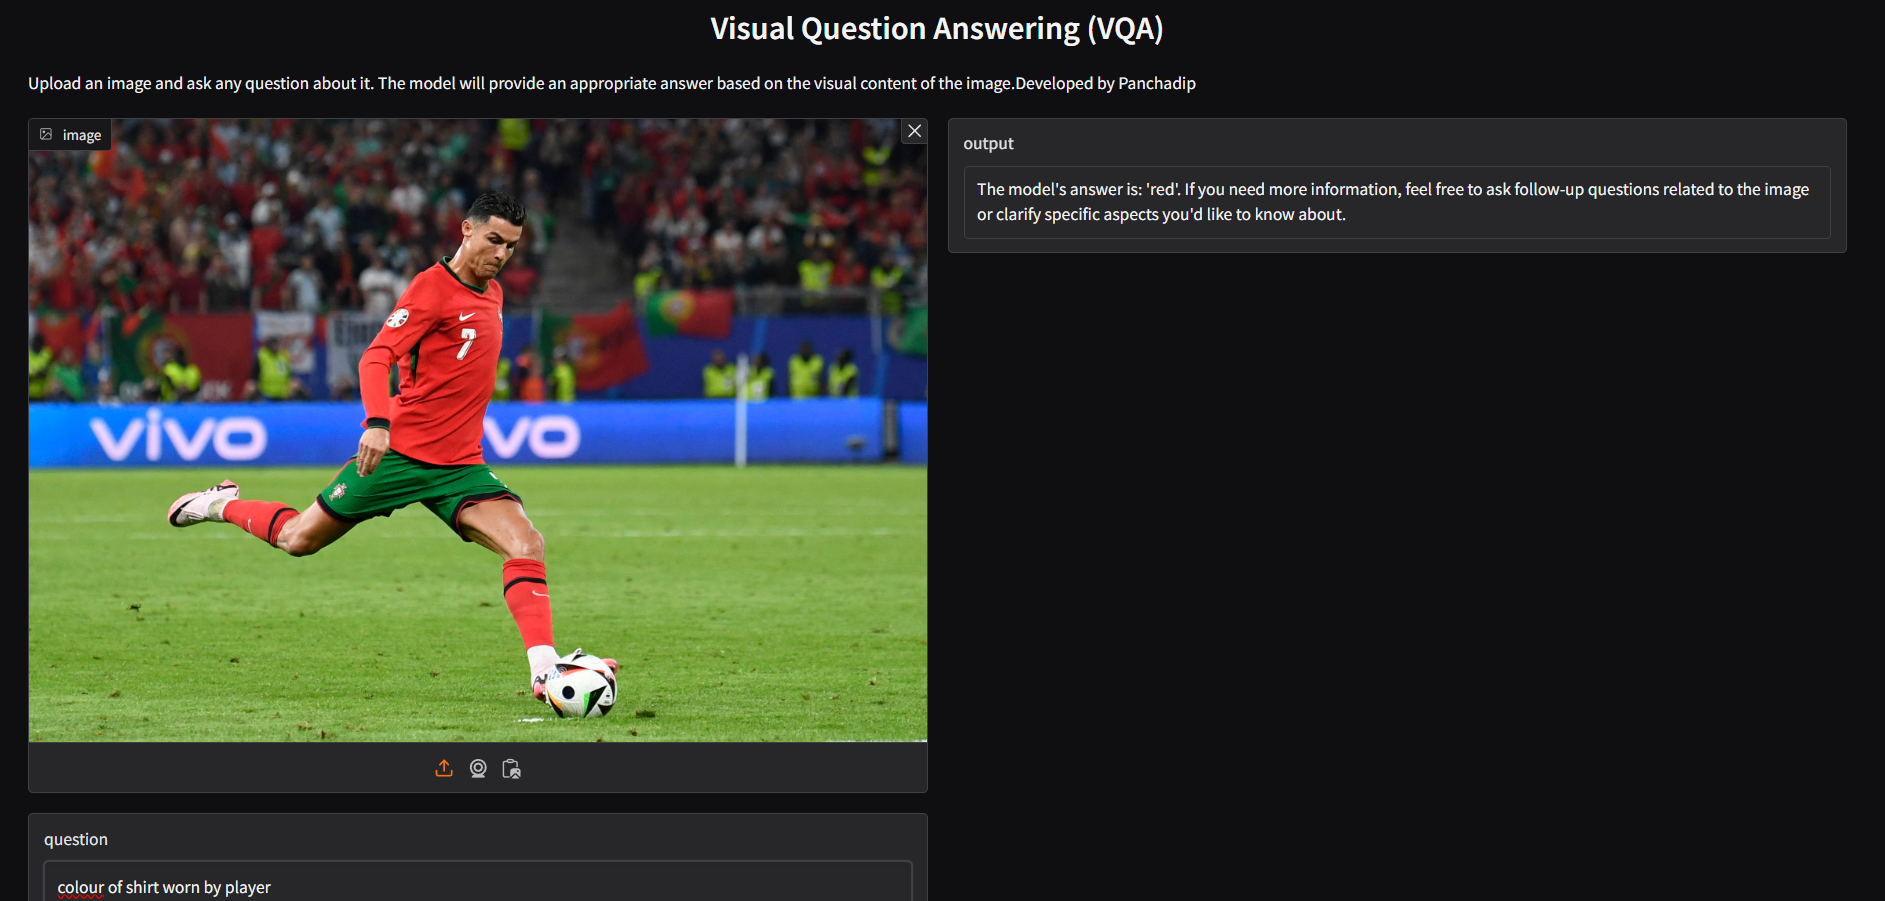 Visual Question Answering (VQA)
Upload an image and ask any question about it. The model will provide an appropriate answer based on the visual content of the image.Developed by Panchadip
image
7
vivo
vo
output
The model's answer is: 'red'. If you need more information, feel free to ask follow-up questions related to the image
or clarify specific aspects you'd like to know about.
question
colour of shirt worn by player